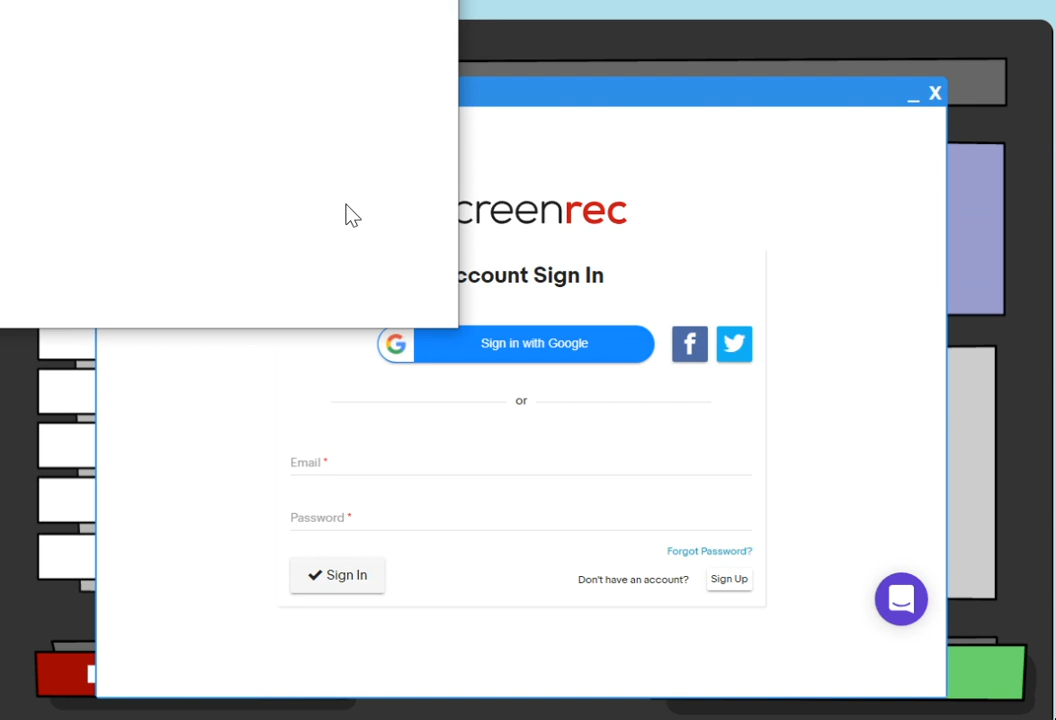 _ X
creenrec
ccount Sign In
Sign in with Google
or
Email *
Password *
Forgot Password?
Sign In
Don't have an account? Sign Up